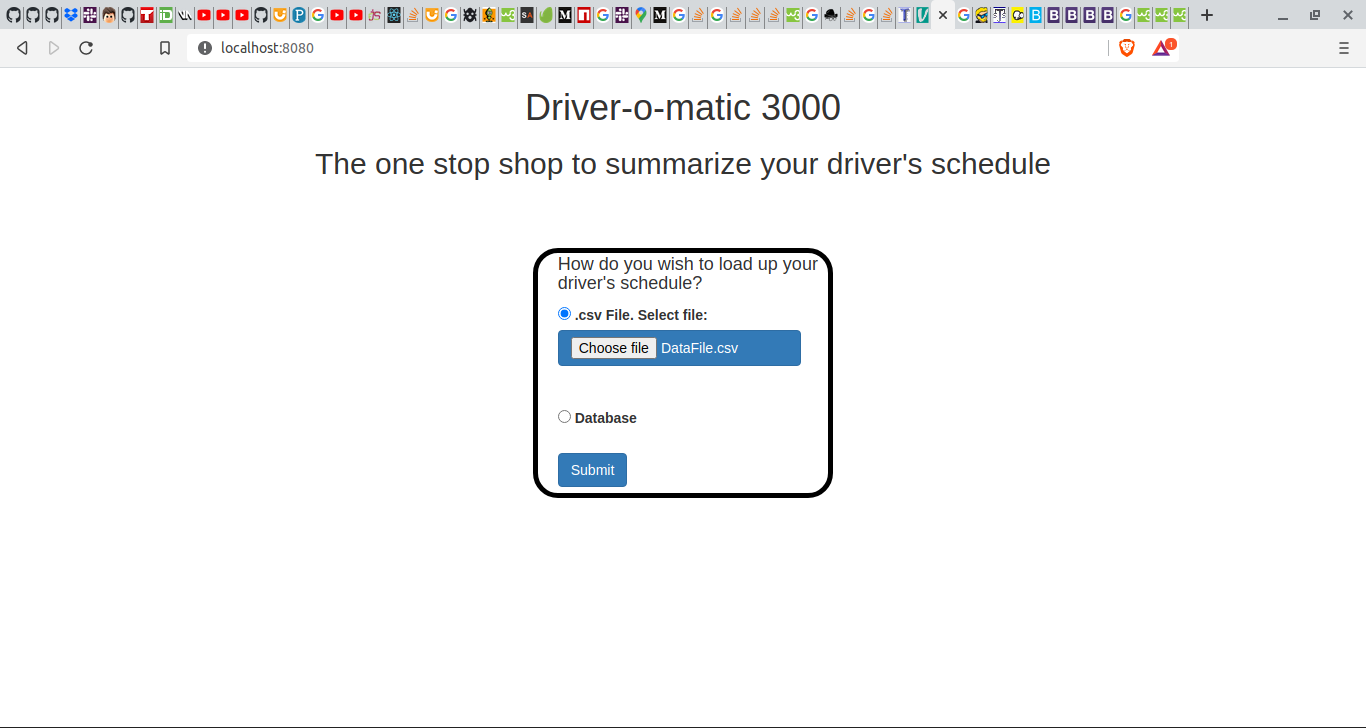 localhost:8080
1
Driver-o-matic 3000
The one stop shop to summarize your driver's schedule
How do you wish to load up your
driver's schedule?
.csv File. Select file:
Choose file DataFile.csv
Database
Submit